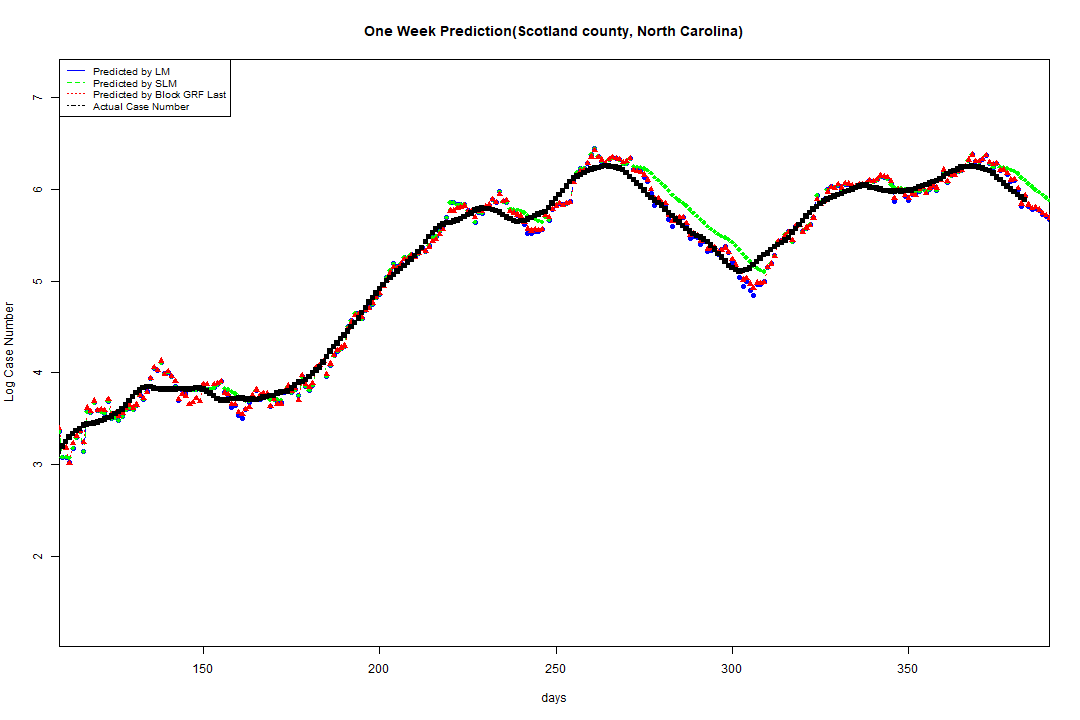 One Week Prediction(Scotland county, North Carolina)
Predicted by LM
Predicted by SLM
Predicted by Block GRF Last
Actual Case Number
7
6
5
4
3
2
Log Case Number
150 200 250 300 350
days